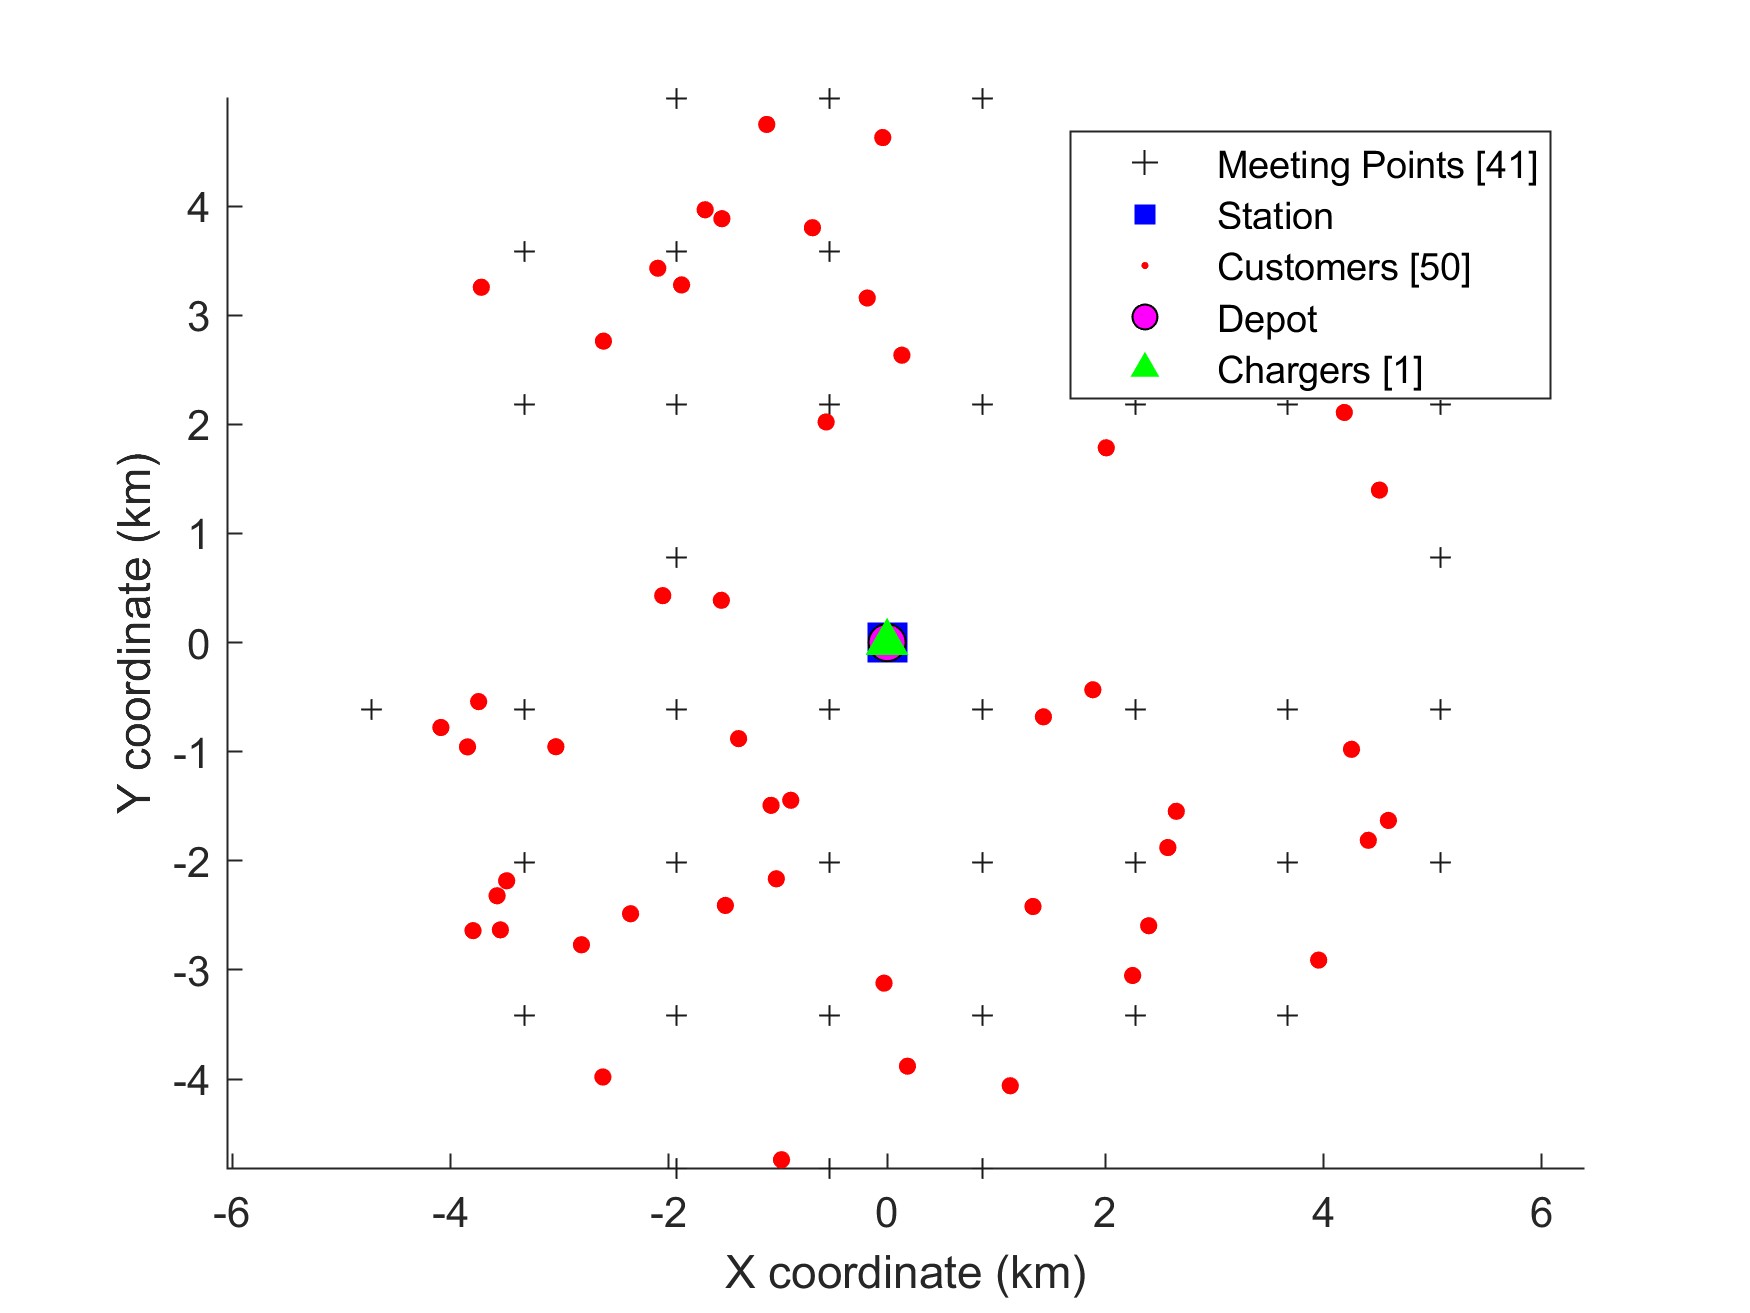 Meeting Points [41]
Station
Customers [50]
Depot
Chargers [1]
4
3
2
1
0
-1
-2
-3
-4
Y coordinate (km)
-6 -4 -2 0 2 4 6
X coordinate (km)